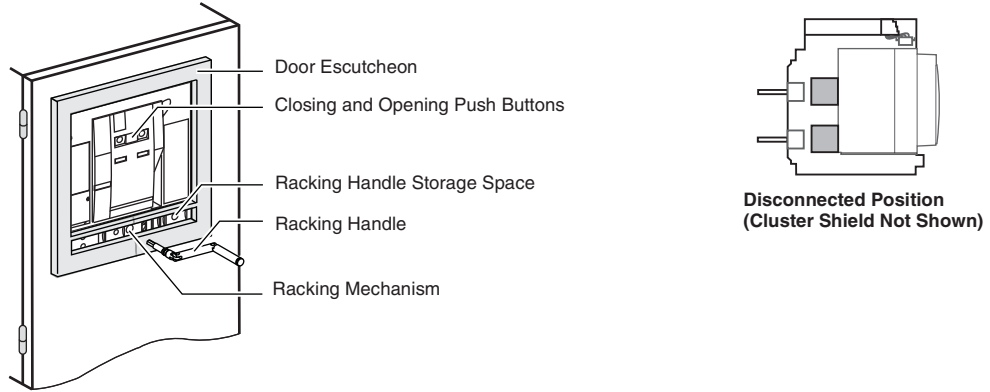 Door Escutcheon
Closing and Opening Push Buttons
Racking Handle Storage Space
Racking Handle
Racking Mechanism
Disconnected Position
(Cluster Shield Not Shown)